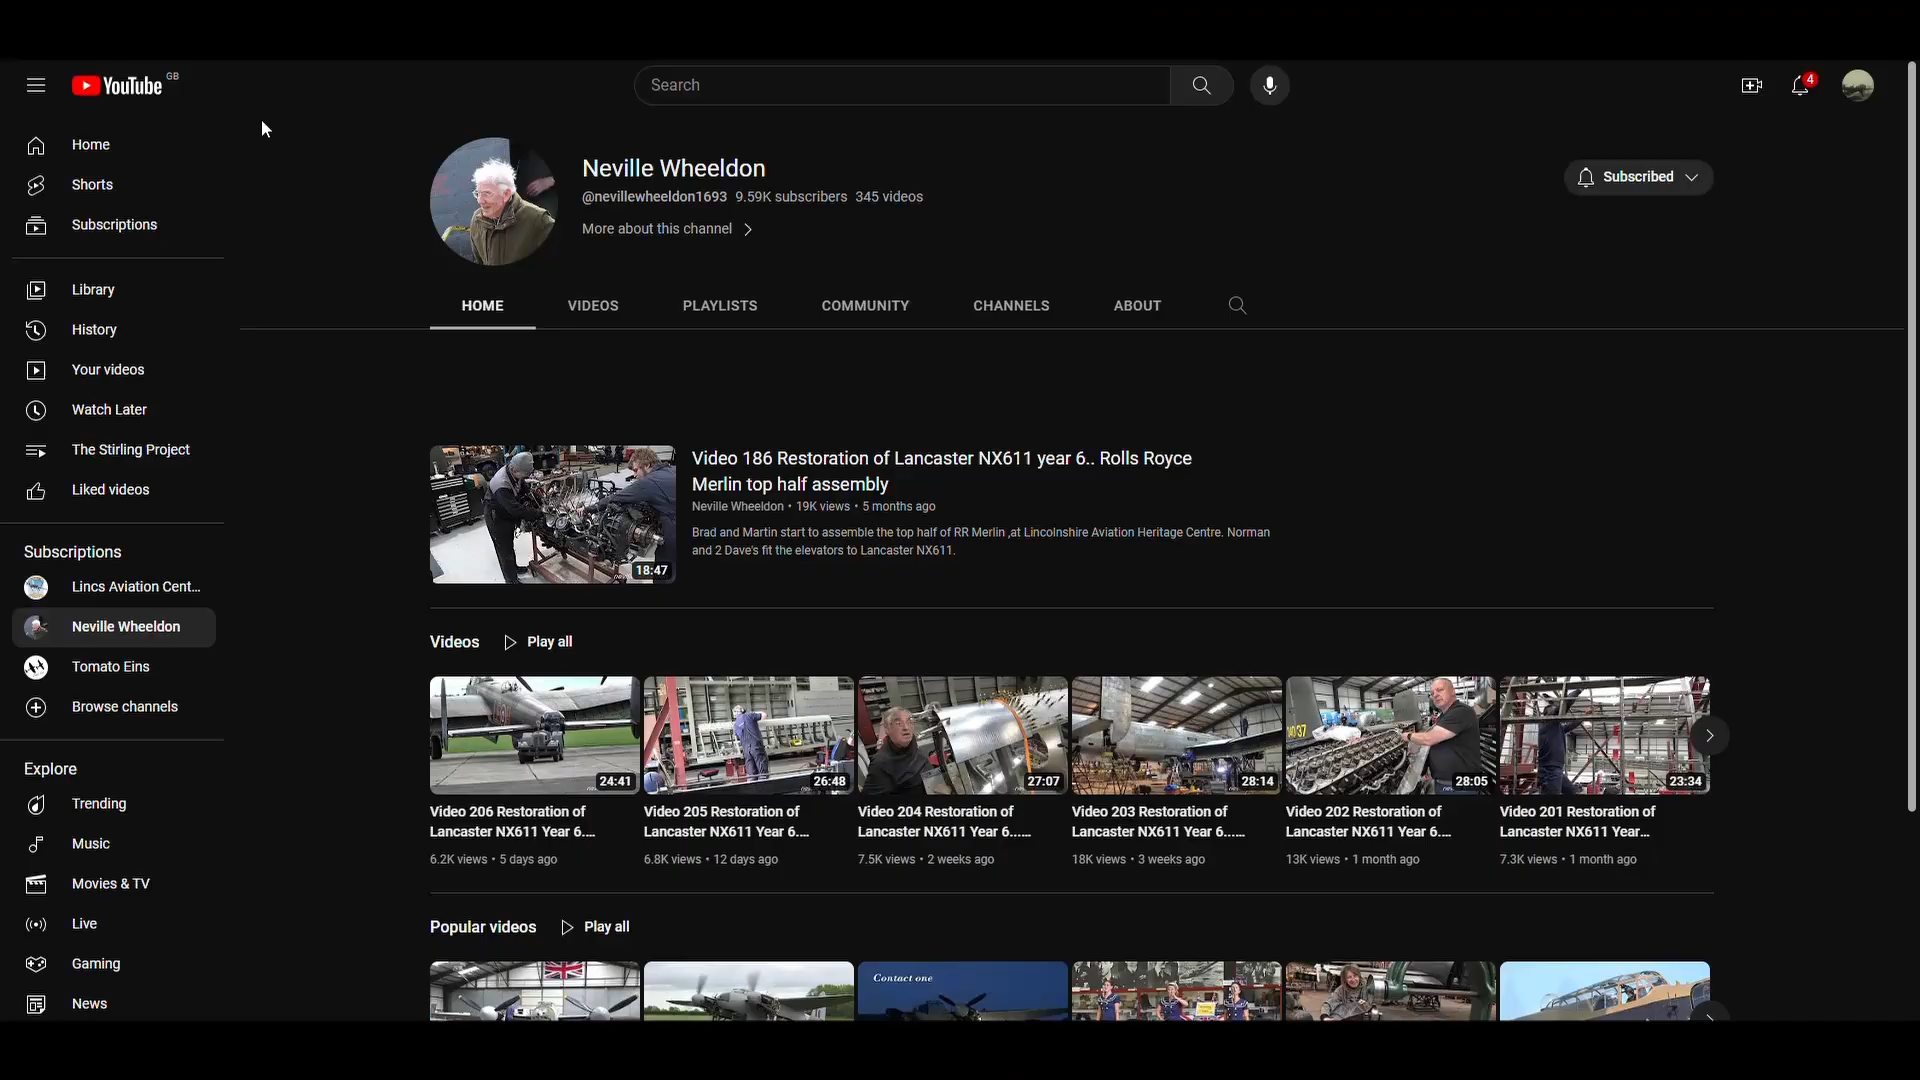 YouTube GB
Search
4
Home
Shorts
Subscriptions
Library
History
Your videos
Watch Later
The Stirling Project
Liked videos
Subscriptions
Lincs Aviation Cent...
Neville Wheeldon
Tomato Eins
Browse channels
Explore
Trending
Music
Movies & TV
Live
Gaming
News
Neville Wheeldon
@nevillewheeldon1693 9.59K subscribers 345 videos
More about this channel
Subscribed
HOME VIDEOS PLAYLISTS COMMUNITY CHANNELS ABOUT
18:47
Video 186 Restoration of Lancaster NX611 year 6.. Rolls Royce
Merlin top half assembly
Neville Wheeldon • 19K views • 5 months ago
Brad and Martin start to assemble the top half of RR Merlin ,at Lincolnshire Aviation Heritage Centre. Norman
and 2 Dave's fit the elevators to Lancaster NX611.
Videos Play all
24:41
Video 206 Restoration of
Lancaster NX611 Year 6....
6.2K views • 5 days ago
26:48
Video 205 Restoration of
Lancaster NX611 Year 6....
6.8K views • 12 days ago
27:07
Video 204 Restoration of
Lancaster NX611 Year 6.....
7.5K views • 2 weeks ago
28:14
Video 203 Restoration of
Lancaster NX611 Year 6.....
18K views • 3 weeks ago
28:05
Video 202 Restoration of
Lancaster NX611 Year 6....
13K views • 1 month ago
23:34
Video 201 Restoration of
Lancaster NX611 Year...
7.3K views • 1 month ago
Popular videos Play all
Contact one